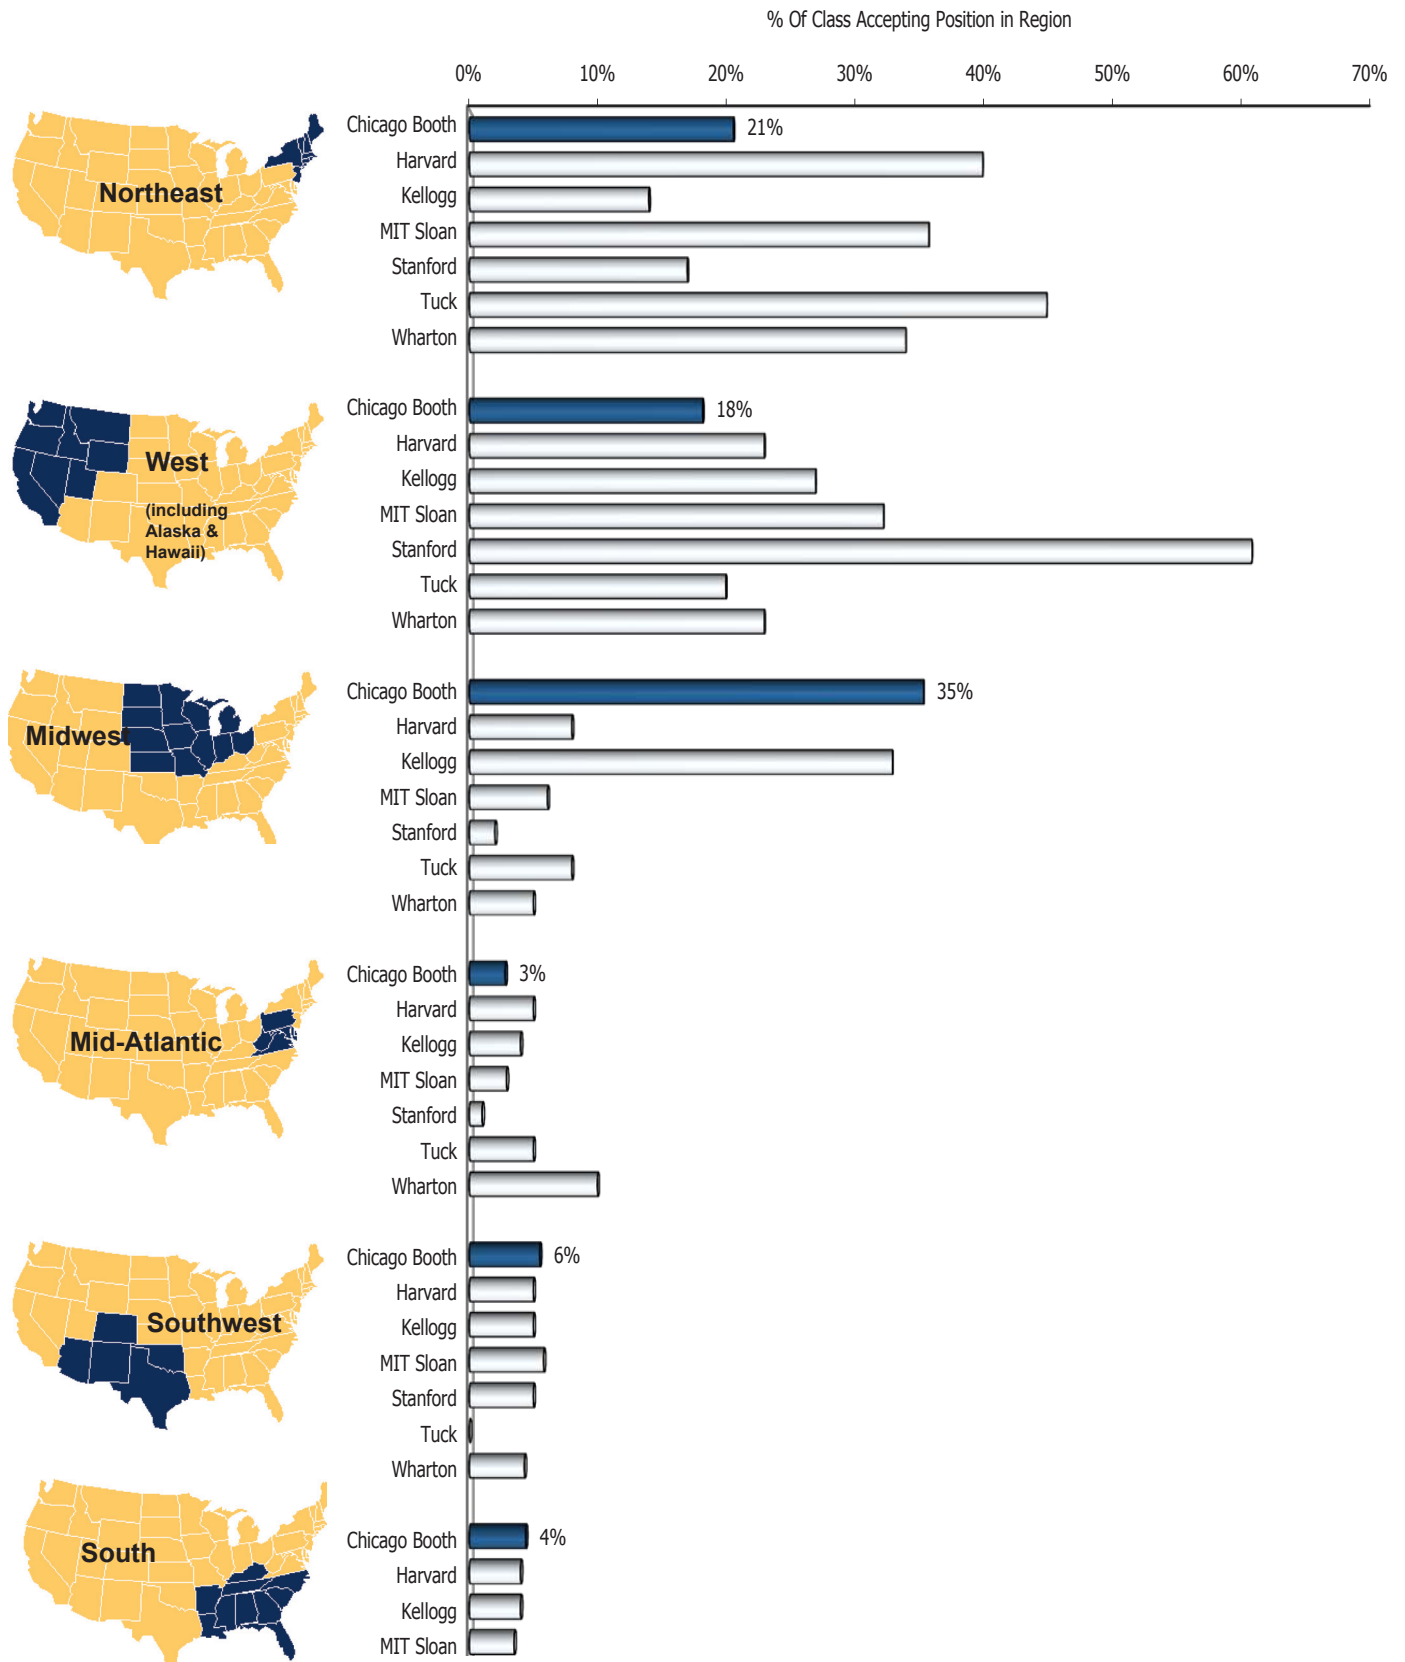 % Of Class Accepting Position in Region
0% 10% 20% 30% 40% 50% 60% 70%
Northeast
Chicago Booth 21%
Harvard
Kellogg
MIT Sloan
Stanford
Tuck
Wharton
West
(including
Alaska &
Hawaii)
Chicago Booth 18%
Harvard
Kellogg
MIT Sloan
Stanford
Tuck
Wharton
Midwest
Chicago Booth 35%
Harvard
Kellogg
MIT Sloan
Stanford
Tuck
Wharton
Mid-Atlantic
Chicago Booth 3%
Harvard
Kellogg
MIT Sloan
Stanford
Tuck
Wharton
Southwest
Chicago Booth 6%
Harvard
Kellogg
MIT Sloan
Stanford
Tuck
Wharton
South
Chicago Booth 4%
Harvard
Kellogg
MIT Sloan